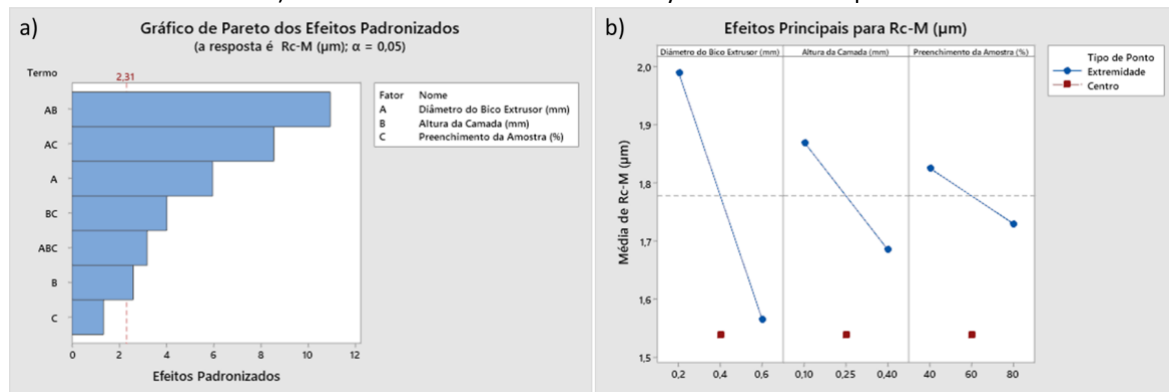 a)
Gráfico de Pareto dos Efeitos Padronizados
(a resposta é Rc-M (µm); α = 0,05)
Termo
2,31
AB
AC
A
BC
ABC
B
C
0 2 4 6 8 10 12
Efeitos Padronizados
Fator Nome
A Diâmetro do Bico Extrusor (mm)
B Altura da Camada (mm)
C Preenchimento da Amostra (%)
b)
Efeitos Principais para Rc-M (µm)
Diâmetro do Bico Extrusor (mm) Altura da Camada (mm) Preenchimento da Amostra (%)
Média de Rc-M (µm)
2,0
1,9
1,8
1,7
1,6
1,5
0,2 0,4 0,6 0,10 0,25 0,40 40 60 80
Tipo de Ponto
Extremidade
Centro